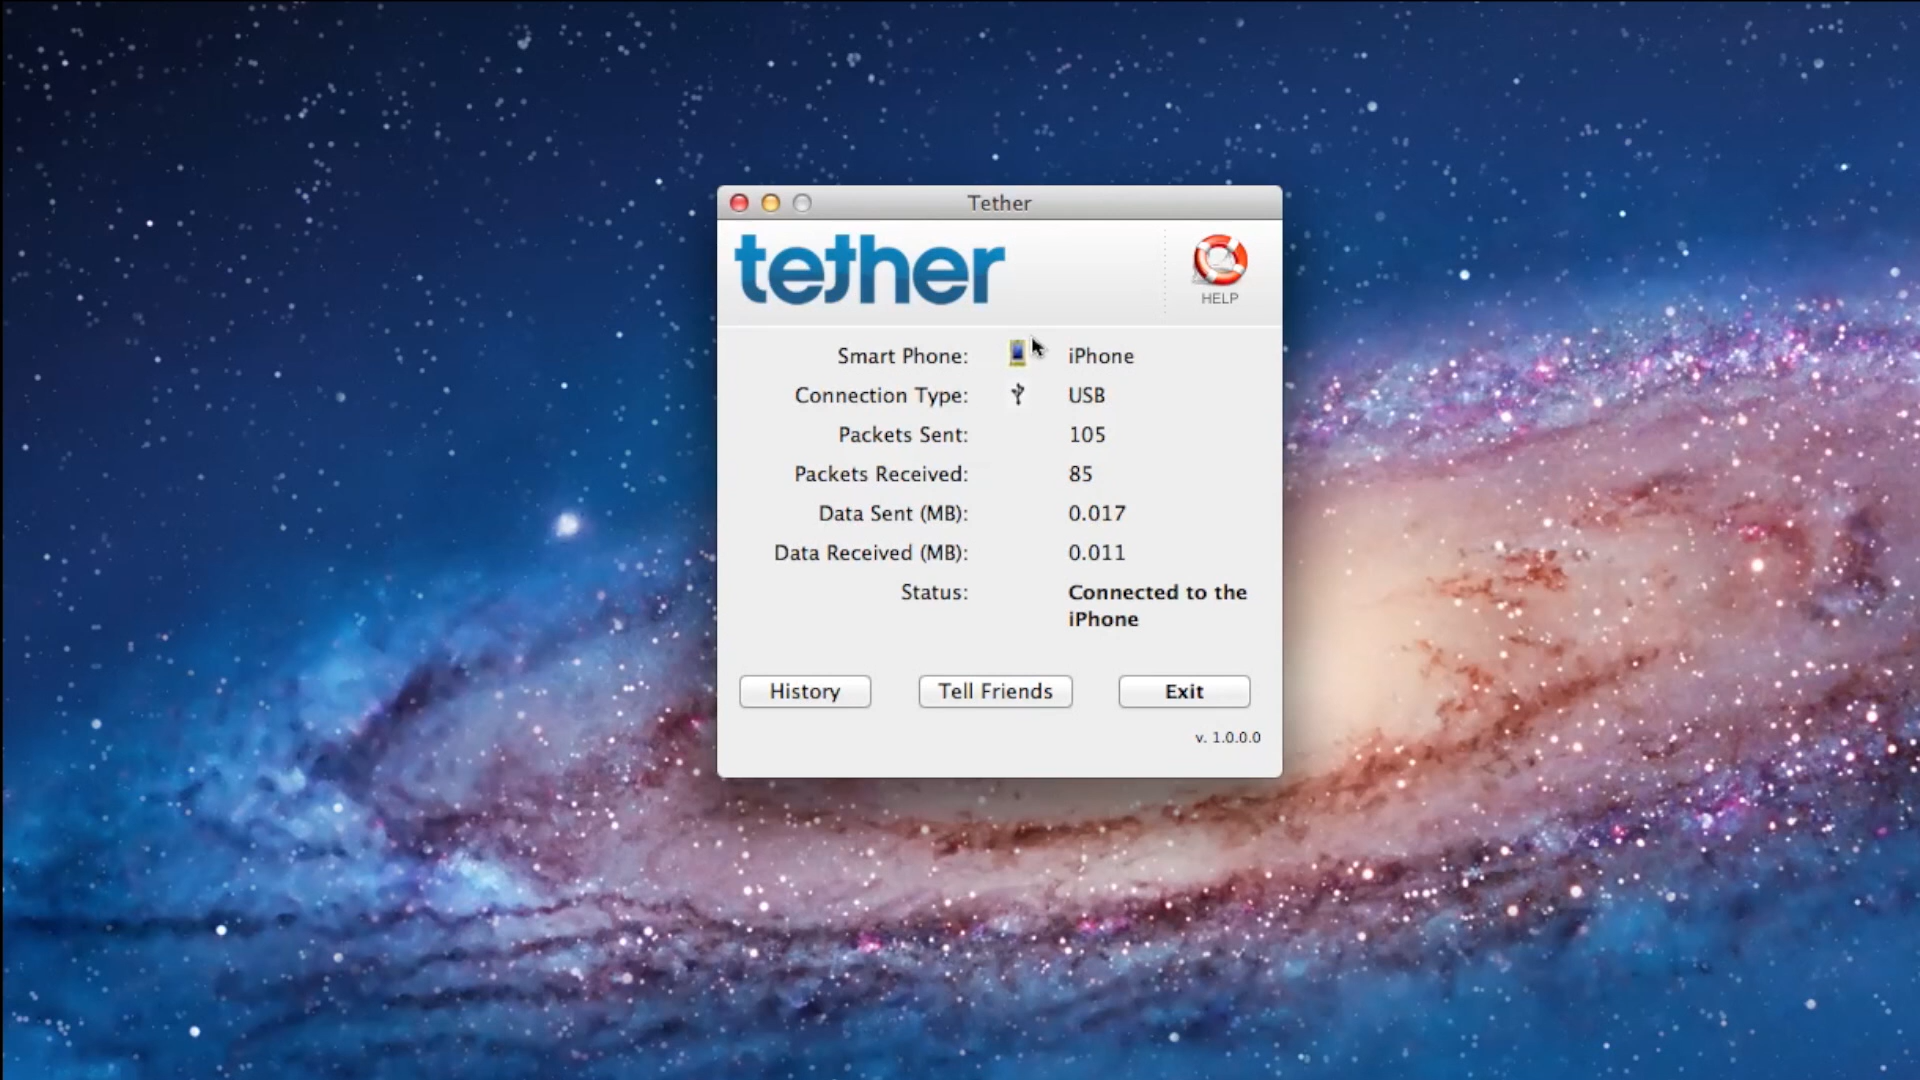 Tether
tether
HELP
Smart Phone: iPhone
Connection Type: USB
Packets Sent: 105
Packets Received: 85
Data Sent (MB): 0.017
Data Received (MB): 0.011
Status: Connected to the
iPhone
History Tell Friends Exit
v. 1.0.0.0